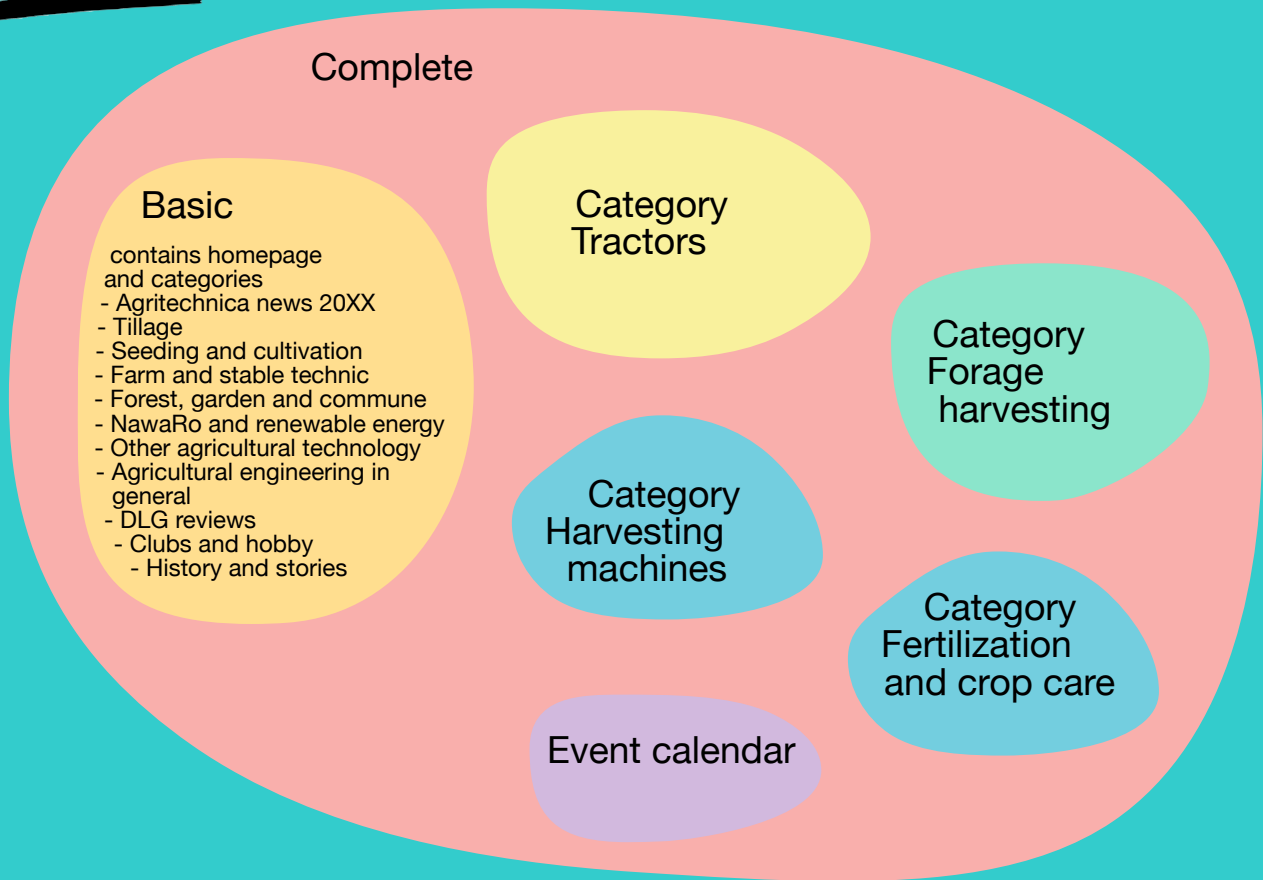 Complete
Basic
contains homepage
and categories
- Agritechnica news 20XX
- Tillage
- Seeding and cultivation
- Farm and stable technic
- Forest, garden and commune
- NawaRo and renewable energy
- Other agricultural technology
- Agricultural engineering in
general
- DLG reviews
- Clubs and hobby
- History and stories
Category
Tractors
Category
Forage
harvesting
Category
Harvesting
machines
Category
Fertilization
and crop care
Event calendar